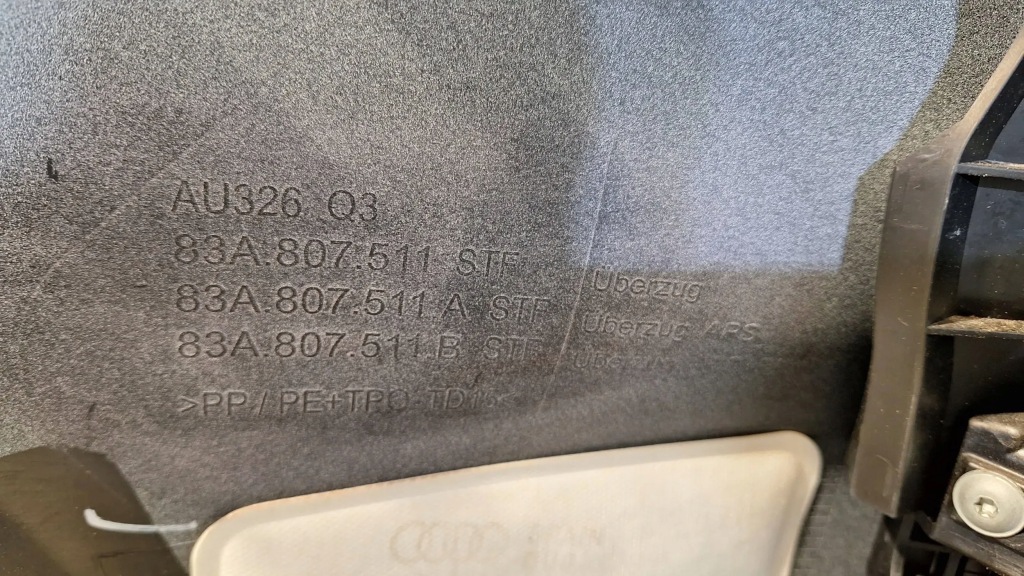 AU326 Q3
83A.807.511 STF Überzug
83A.807.511.A STF Überzug APS
83A.807.511.B STF
>PP / PE+TPO